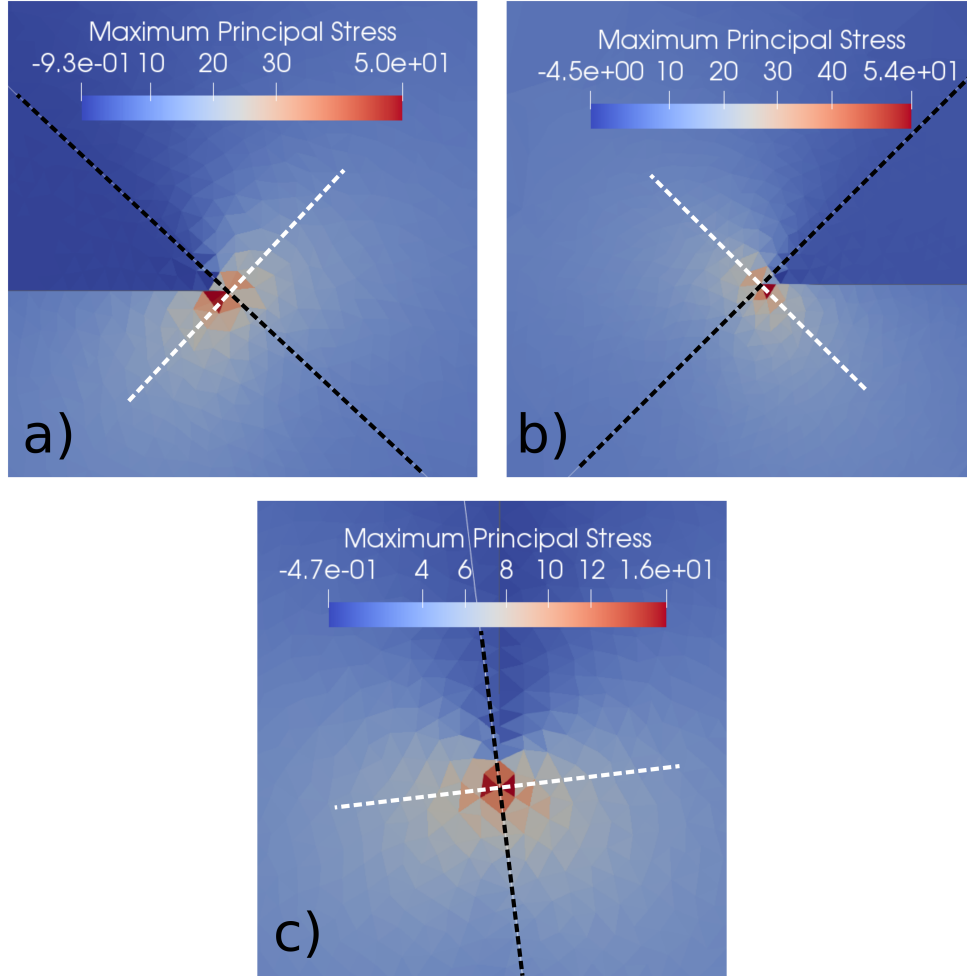 Maximum Principal Stress
-9.3e-01 10 20 30 5.0e+01
a)
Maximum Principal Stress
-4.5e+00 10 20 30 40 5.4e+01
b)
Maximum Principal Stress
-4.7e-01 4 6 8 10 12 1.6e+01
c)